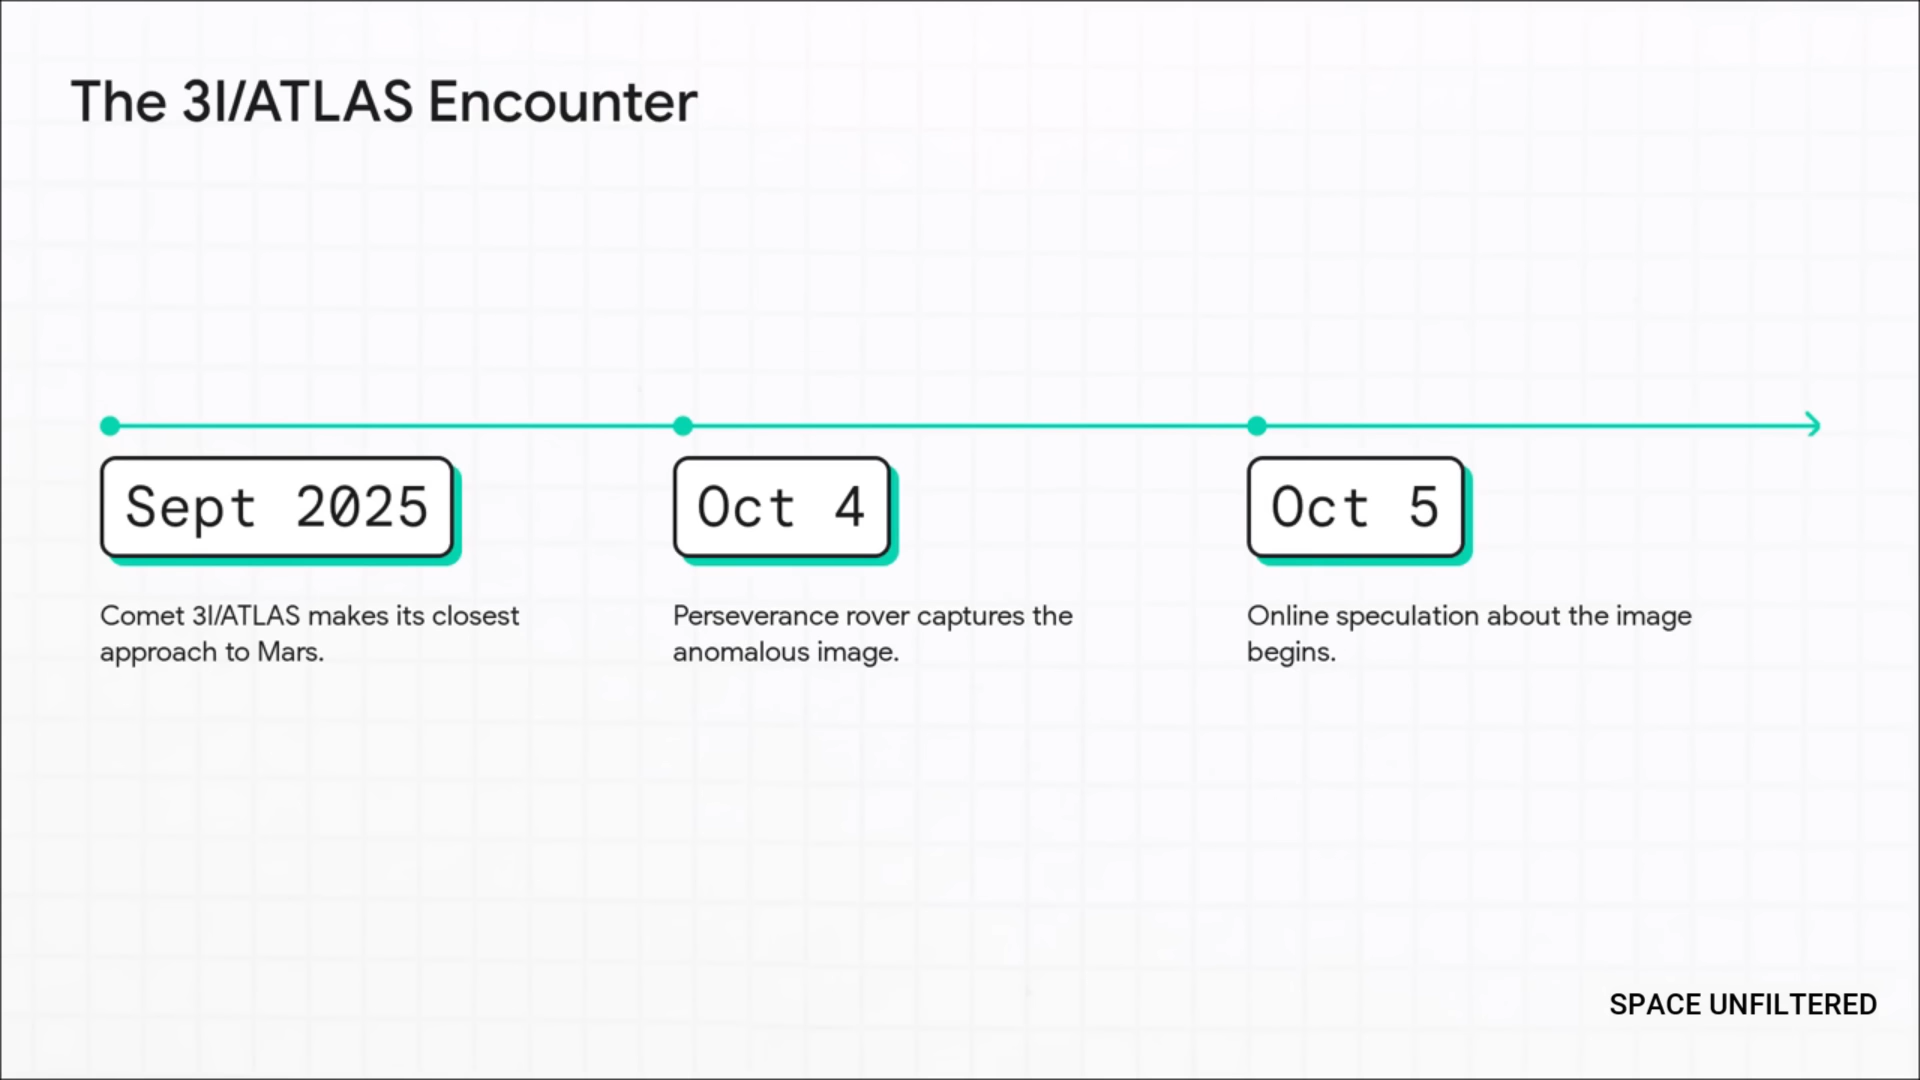 The 3I/ATLAS Encounter
Sept 2025
Comet 3I/ATLAS makes its closest
approach to Mars.
Oct 4
Perseverance rover captures the
anomalous image.
Oct 5
Online speculation about the image
begins.
SPACE UNFILTERED